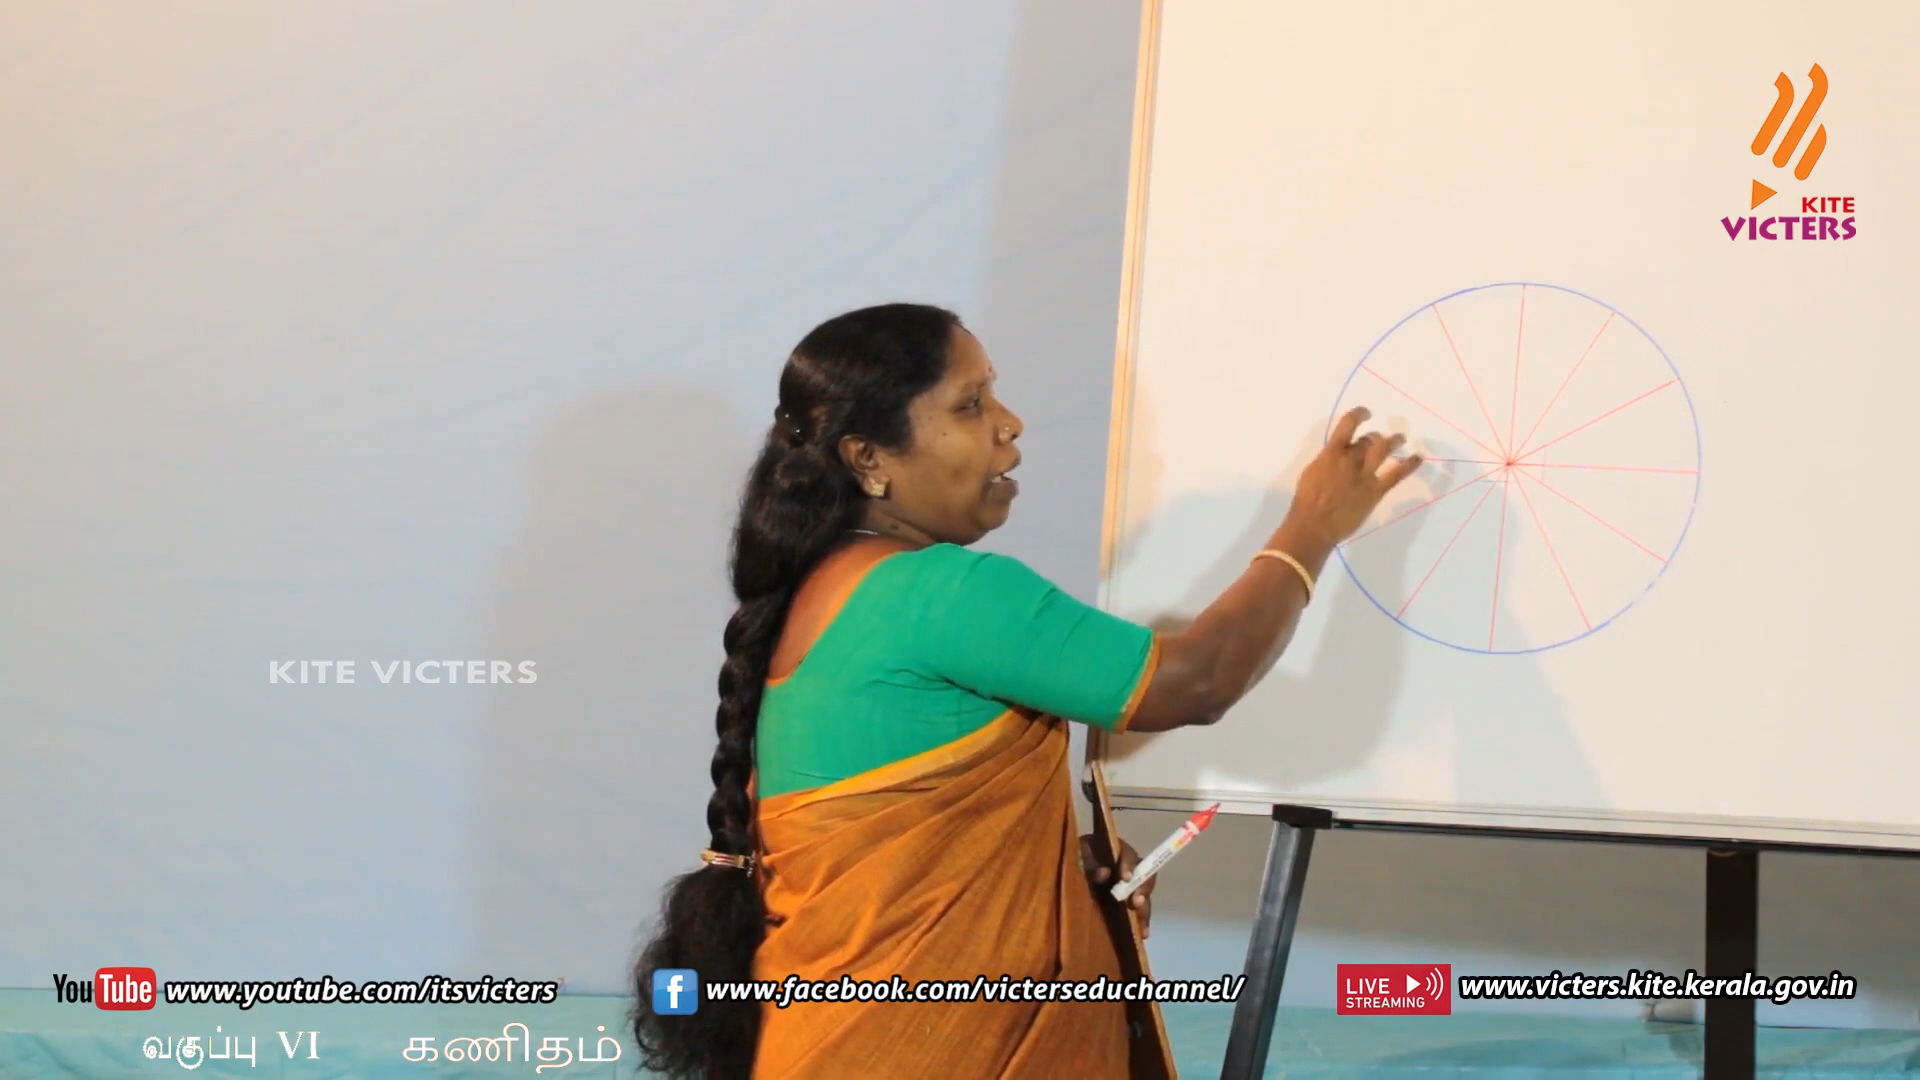 KITE
VICTERS
KITE VICTERS
YouTube www.youtube.com/itsvicters
f www.facebook.com/victerseduchannel/
LIVE
STREAMING
www.victers.kite.kerala.gov.in
வகுப்பு VI கணிதம்